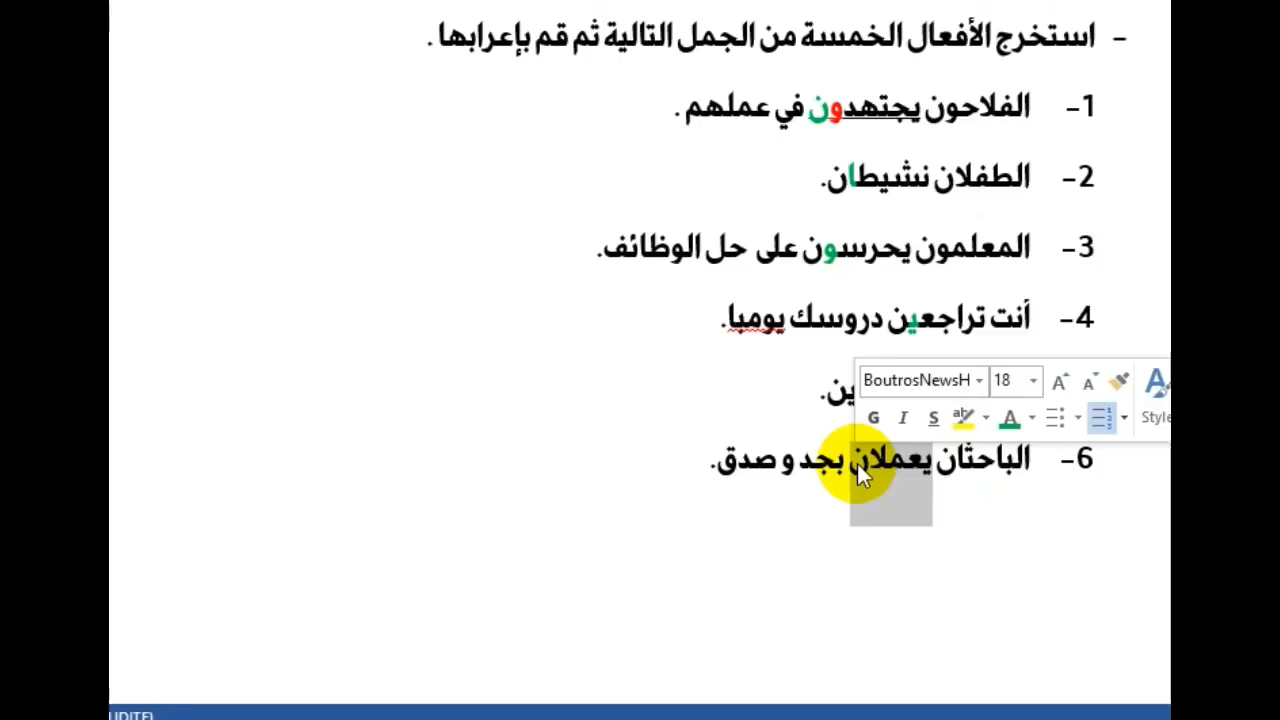 - استخرج الأفعال الخمسة من الجمل التالية ثم قم بإعرابها .
1- الفلاحون يجتهدون في عملهم .
2- الطفلان نشيطان.
3- المعلمون يحرسون على حل الوظائف.
4- أنت تراجعين دروسك يوميا.
BoutrosNewsH 18
G I S Style
6- الباحثان يعملان بجد و صدق.